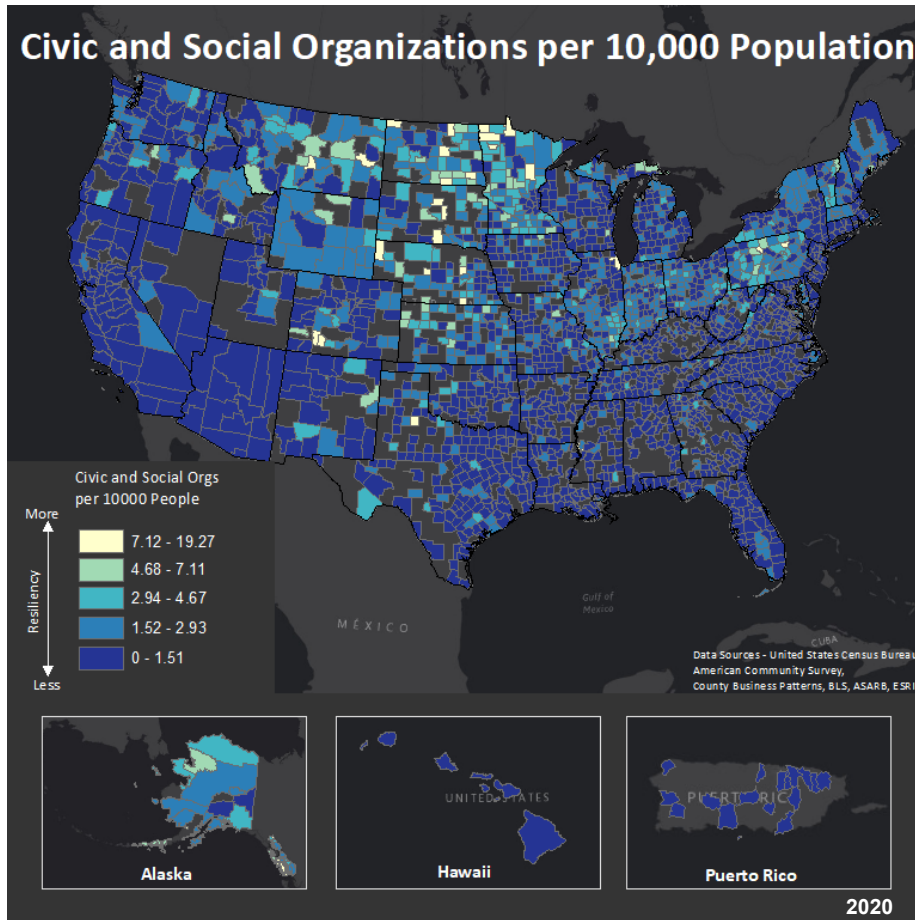 Civic and Social Organizations per 10,000 Population
Civic and Social Orgs
per 10000 People
More
Resiliency
Less
7.12 - 19.27
4.68 - 7.11
2.94 - 4.67
1.52 - 2.93
0 - 1.51
MÉXICO
Gulf of
Mexico
CUBA
Data Sources - United States Census Bureau
American Community Survey,
County Business Patterns, BLS, ASARB, ESRI
Alaska
UNITED STATES
Hawaii
PUERTO RICO
Puerto Rico
2020